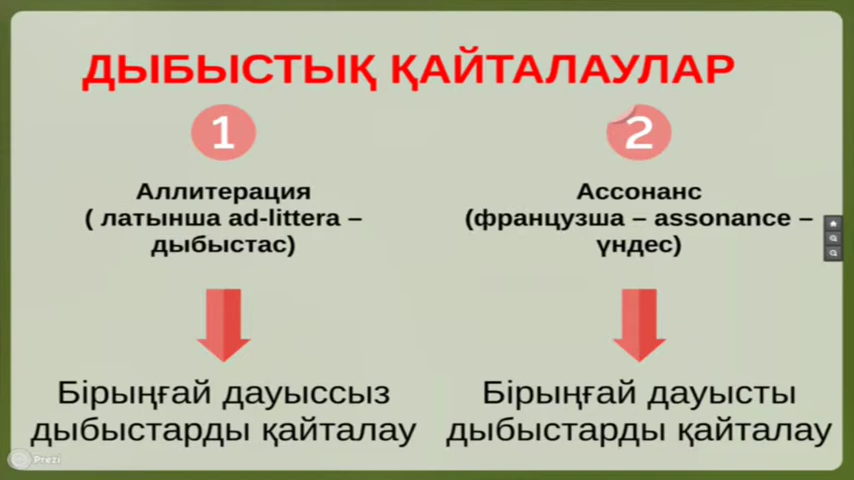 ДЫБЫСТЫҚ ҚАЙТАЛАУЛАР
1
Аллитерация
( латынша ad-littera –
дыбыстас)
Бірыңғай дауыссыз
дыбыстарды қайталау
2
Ассонанс
(французша – assonance –
үндес)
Бірыңғай дауысты
дыбыстарды қайталау
Prezi